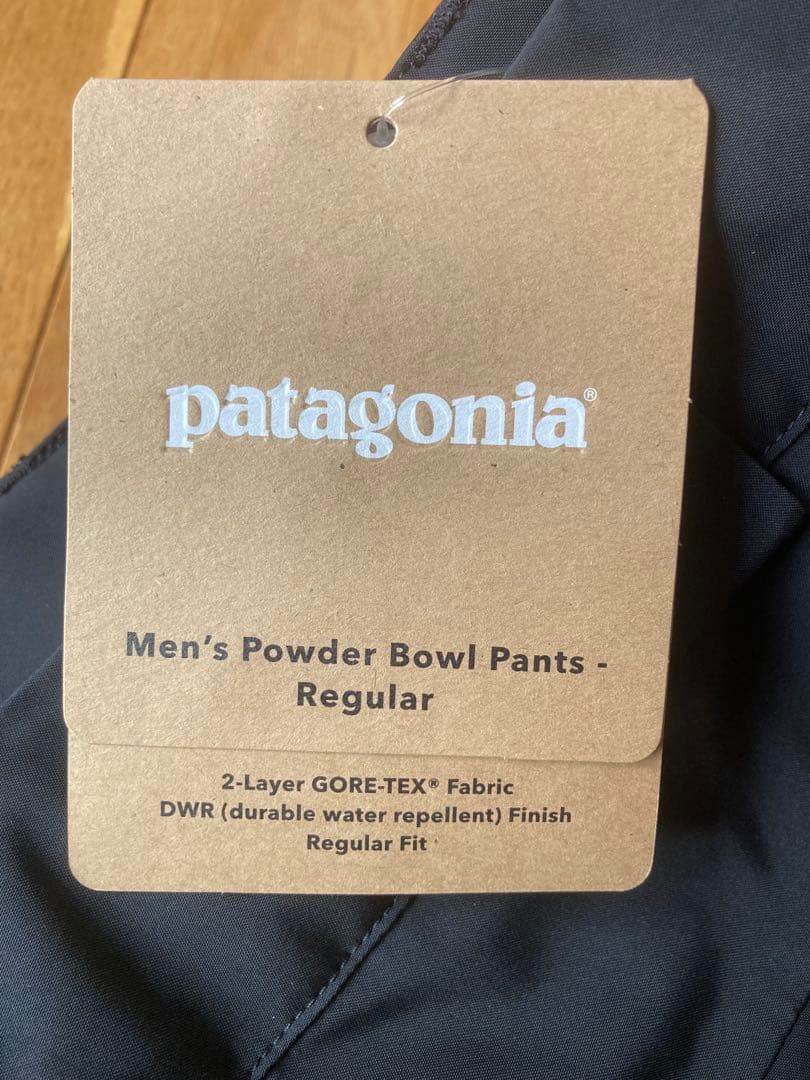 patagonia®
Men's Powder Bowl Pants -
Regular
2-Layer GORE-TEX® Fabric
DWR (durable water repellent) Finish
Regular Fit